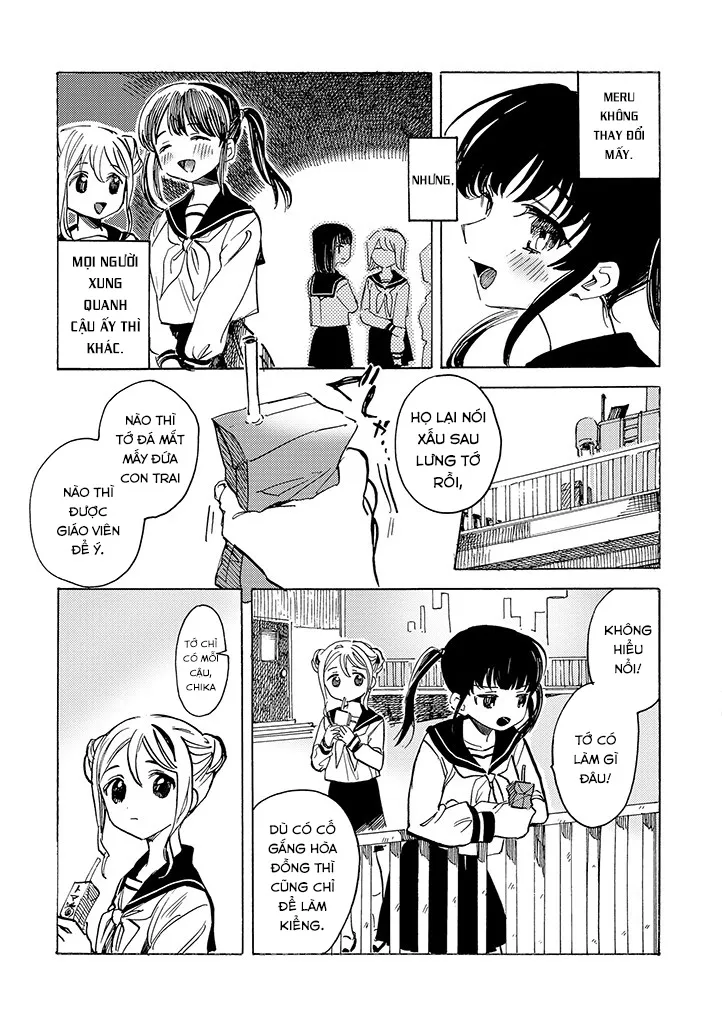 MERU
KHÔNG
THAY ĐỔI
MẤY.
NHƯNG.
MỌI NGƯỜI
XUNG
QUANH
CẬU ẤY THÌ
KHÁC.
HỌ LẠI NÓI
XẤU SAU
LƯNG TỚ
RỒI,
NÀO THÌ
TỚ ĐÁ MẮT
MẤY ĐỨA
CON TRAI
NÀO THÌ
ĐƯỢC
GIÁO VIÊN
ĐỂ Ý.
KHÔNG
HIỂU
NỔI!
TỚ CÓ
LÀM GÌ
ĐÂU!
DÙ CÓ CỐ
GẮNG HÒA
ĐỒNG THÌ
CŨNG CHỈ
ĐỂ LÀM
KIỂNG.
TỚ CHỈ
CÓ MỖI
CẬU,
CHIKA